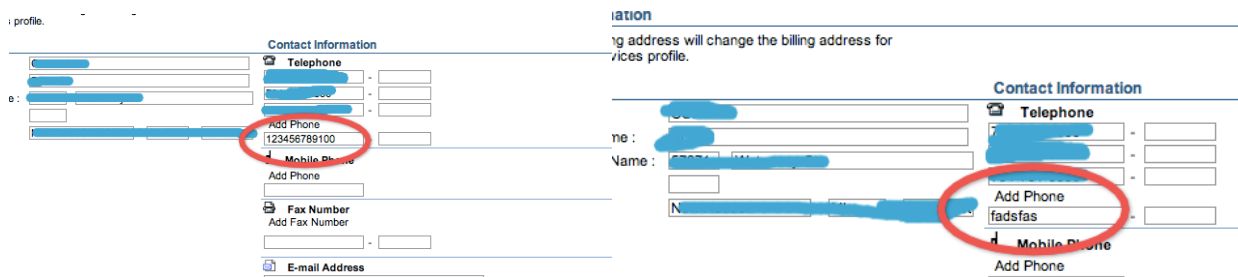 profile.
Contact Information
Telephone
-
-
-
e :
Add Phone
123456789100
Mobile Phone
Add Phone
Fax Number
Add Fax Number
-
E-mail Address
ation
ng address will change the billing address for
vices profile.
Contact Information
Telephone
-
me :
-
Name :
-
Add Phone
fadsfas -
Mobile Phone
Add Phone